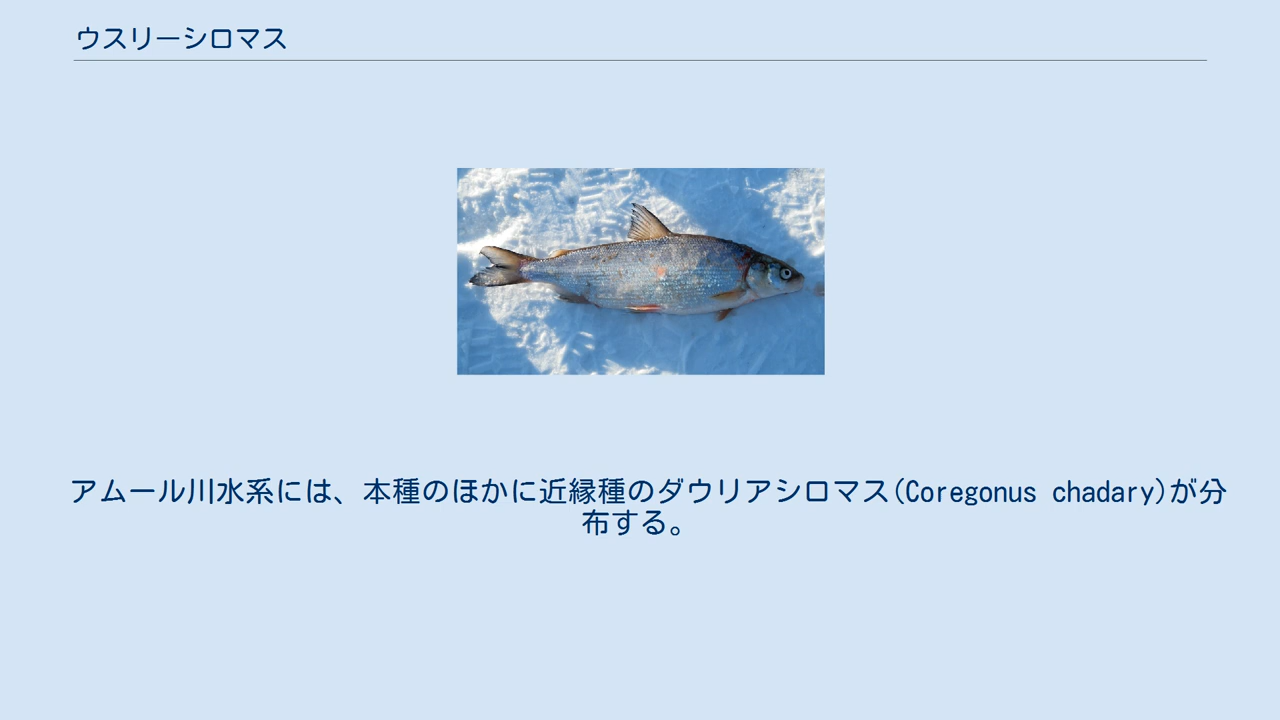 ウスリーシロマス
アムール川水系には、本種のほかに近縁種のダウリアシロマス(Coregonus chadary)が分
布する。